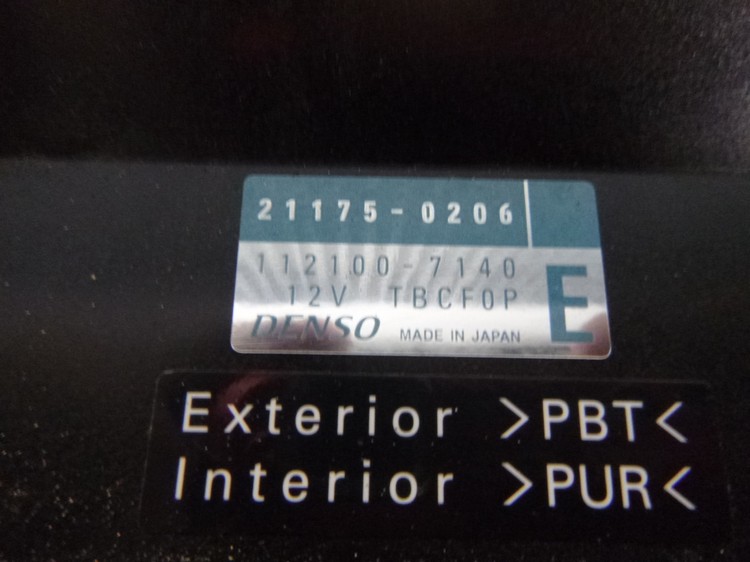 21175-0206
112100-7140
12V TBCF0P
E
DENSO MADE IN JAPAN
Exterior >PBT<
Interior >PUR<